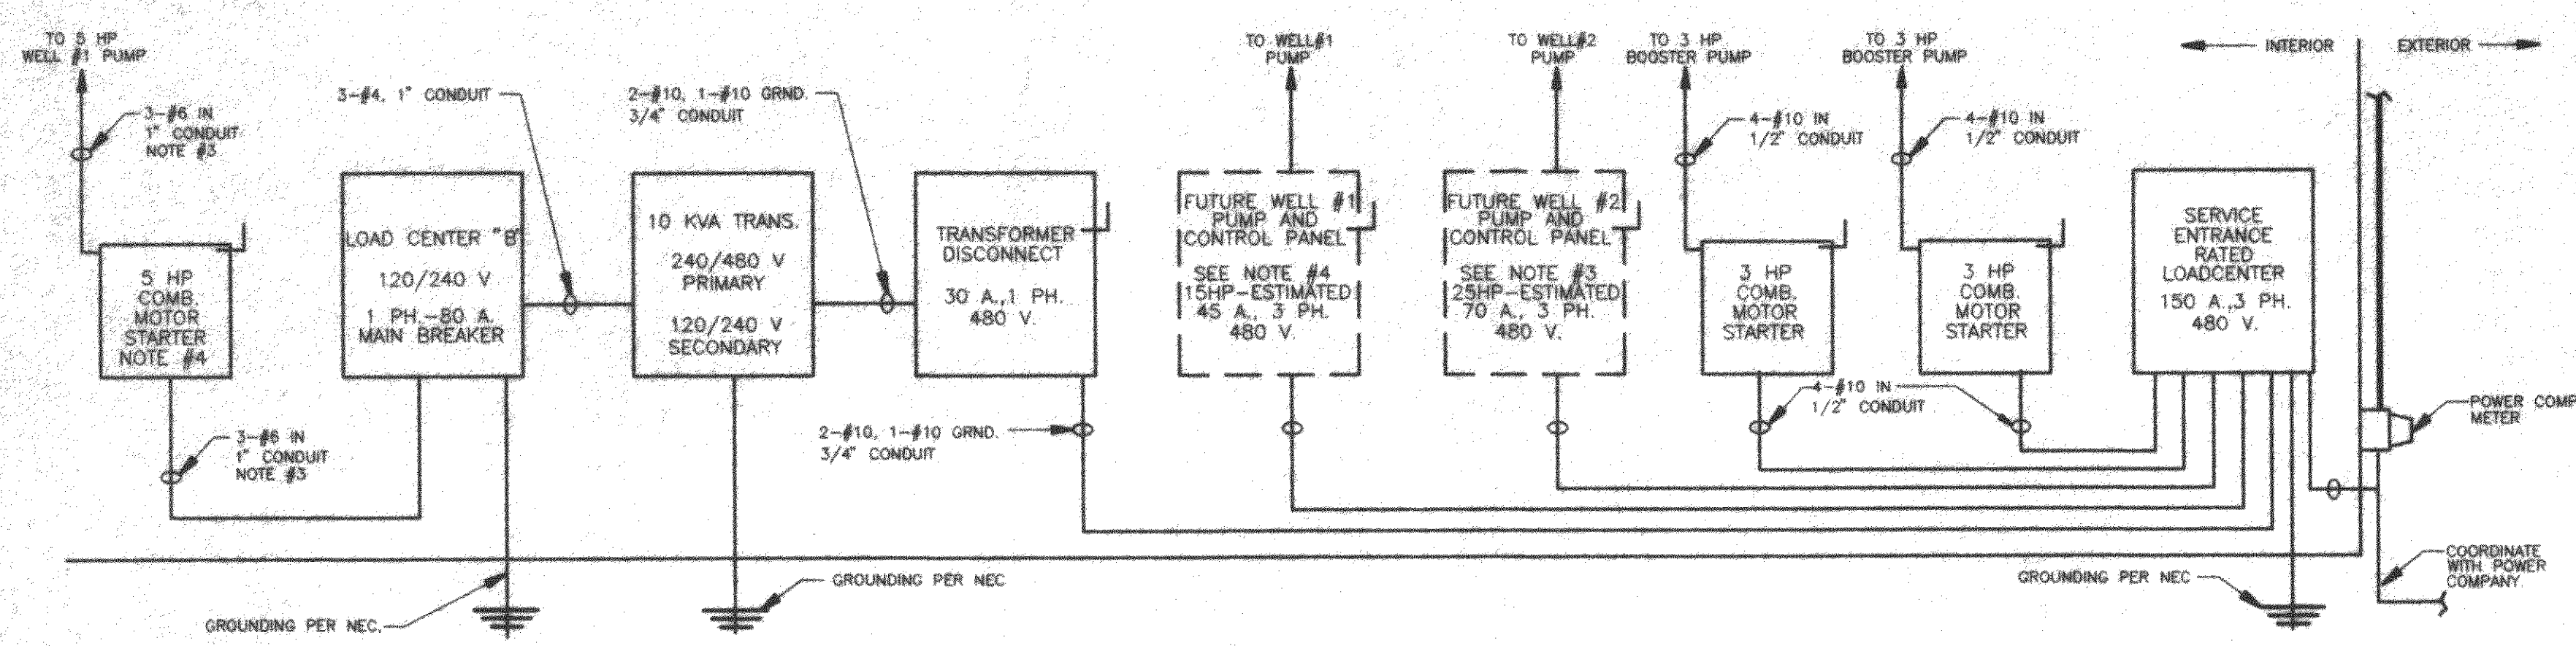 TO 5 HP
WELL #1 PUMP
3-#6 IN
1" CONDUIT
NOTE #3
5 HP
COMB.
MOTOR
STARTER
NOTE #4
3-#6 IN
1" CONDUIT
NOTE #3
LOAD CENTER "B"
120/240 V
1 PH.-80 A.
MAIN BREAKER
GROUNDING PER NEC.
3-#4, 1" CONDUIT
10 KVA TRANS.
240/480 V
PRIMARY
120/240 V
SECONDARY
GROUNDING PER NEC
2-#10, 1-#10 GRND.
3/4" CONDUIT
TRANSFORMER
DISCONNECT
30 A.,1 PH.
480 V.
2-#10, 1-#10 GRND.
3/4" CONDUIT
TO WELL#1
PUMP
FUTURE WELL #1
PUMP AND
CONTROL PANEL
SEE NOTE #4
15HP-ESTIMATED
45 A., 3 PH.
480 V.
TO WELL#2
PUMP
FUTURE WELL #2
PUMP AND
CONTROL PANEL
SEE NOTE #3
25HP-ESTIMATED
70 A., 3 PH.
480 V.
TO 3 HP
BOOSTER PUMP
4-#10 IN
1/2" CONDUIT
3 HP
COMB.
MOTOR
STARTER
4-#10 IN
1/2" CONDUIT
TO 3 HP
BOOSTER PUMP
4-#10 IN
1/2" CONDUIT
3 HP
COMB.
MOTOR
STARTER
SERVICE
ENTRANCE
RATED
LOADCENTER
150 A.,3 PH.
480 V.
GROUNDING PER NEC
INTERIOR
EXTERIOR
POWER COMP
METER
COORDINATE
WITH POWER
COMPANY.